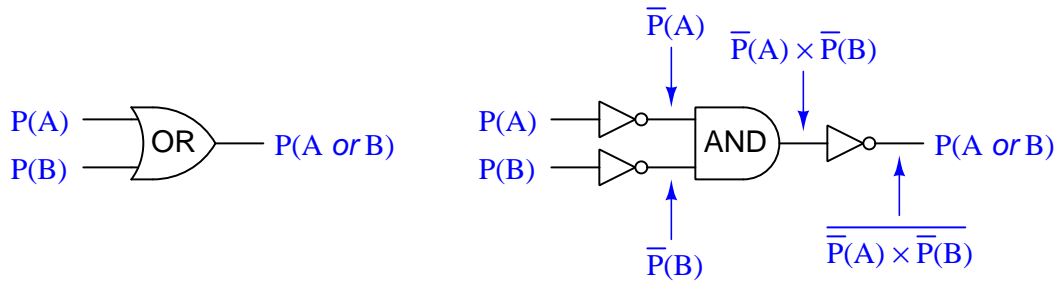 P(A)
P(B)
OR
P(A or B)
P̅(A)
P̅(A) × P̅(B)
P(A)
P(B)
AND
P(A or B)
P̅(B)
P̅(A) × P̅(B)